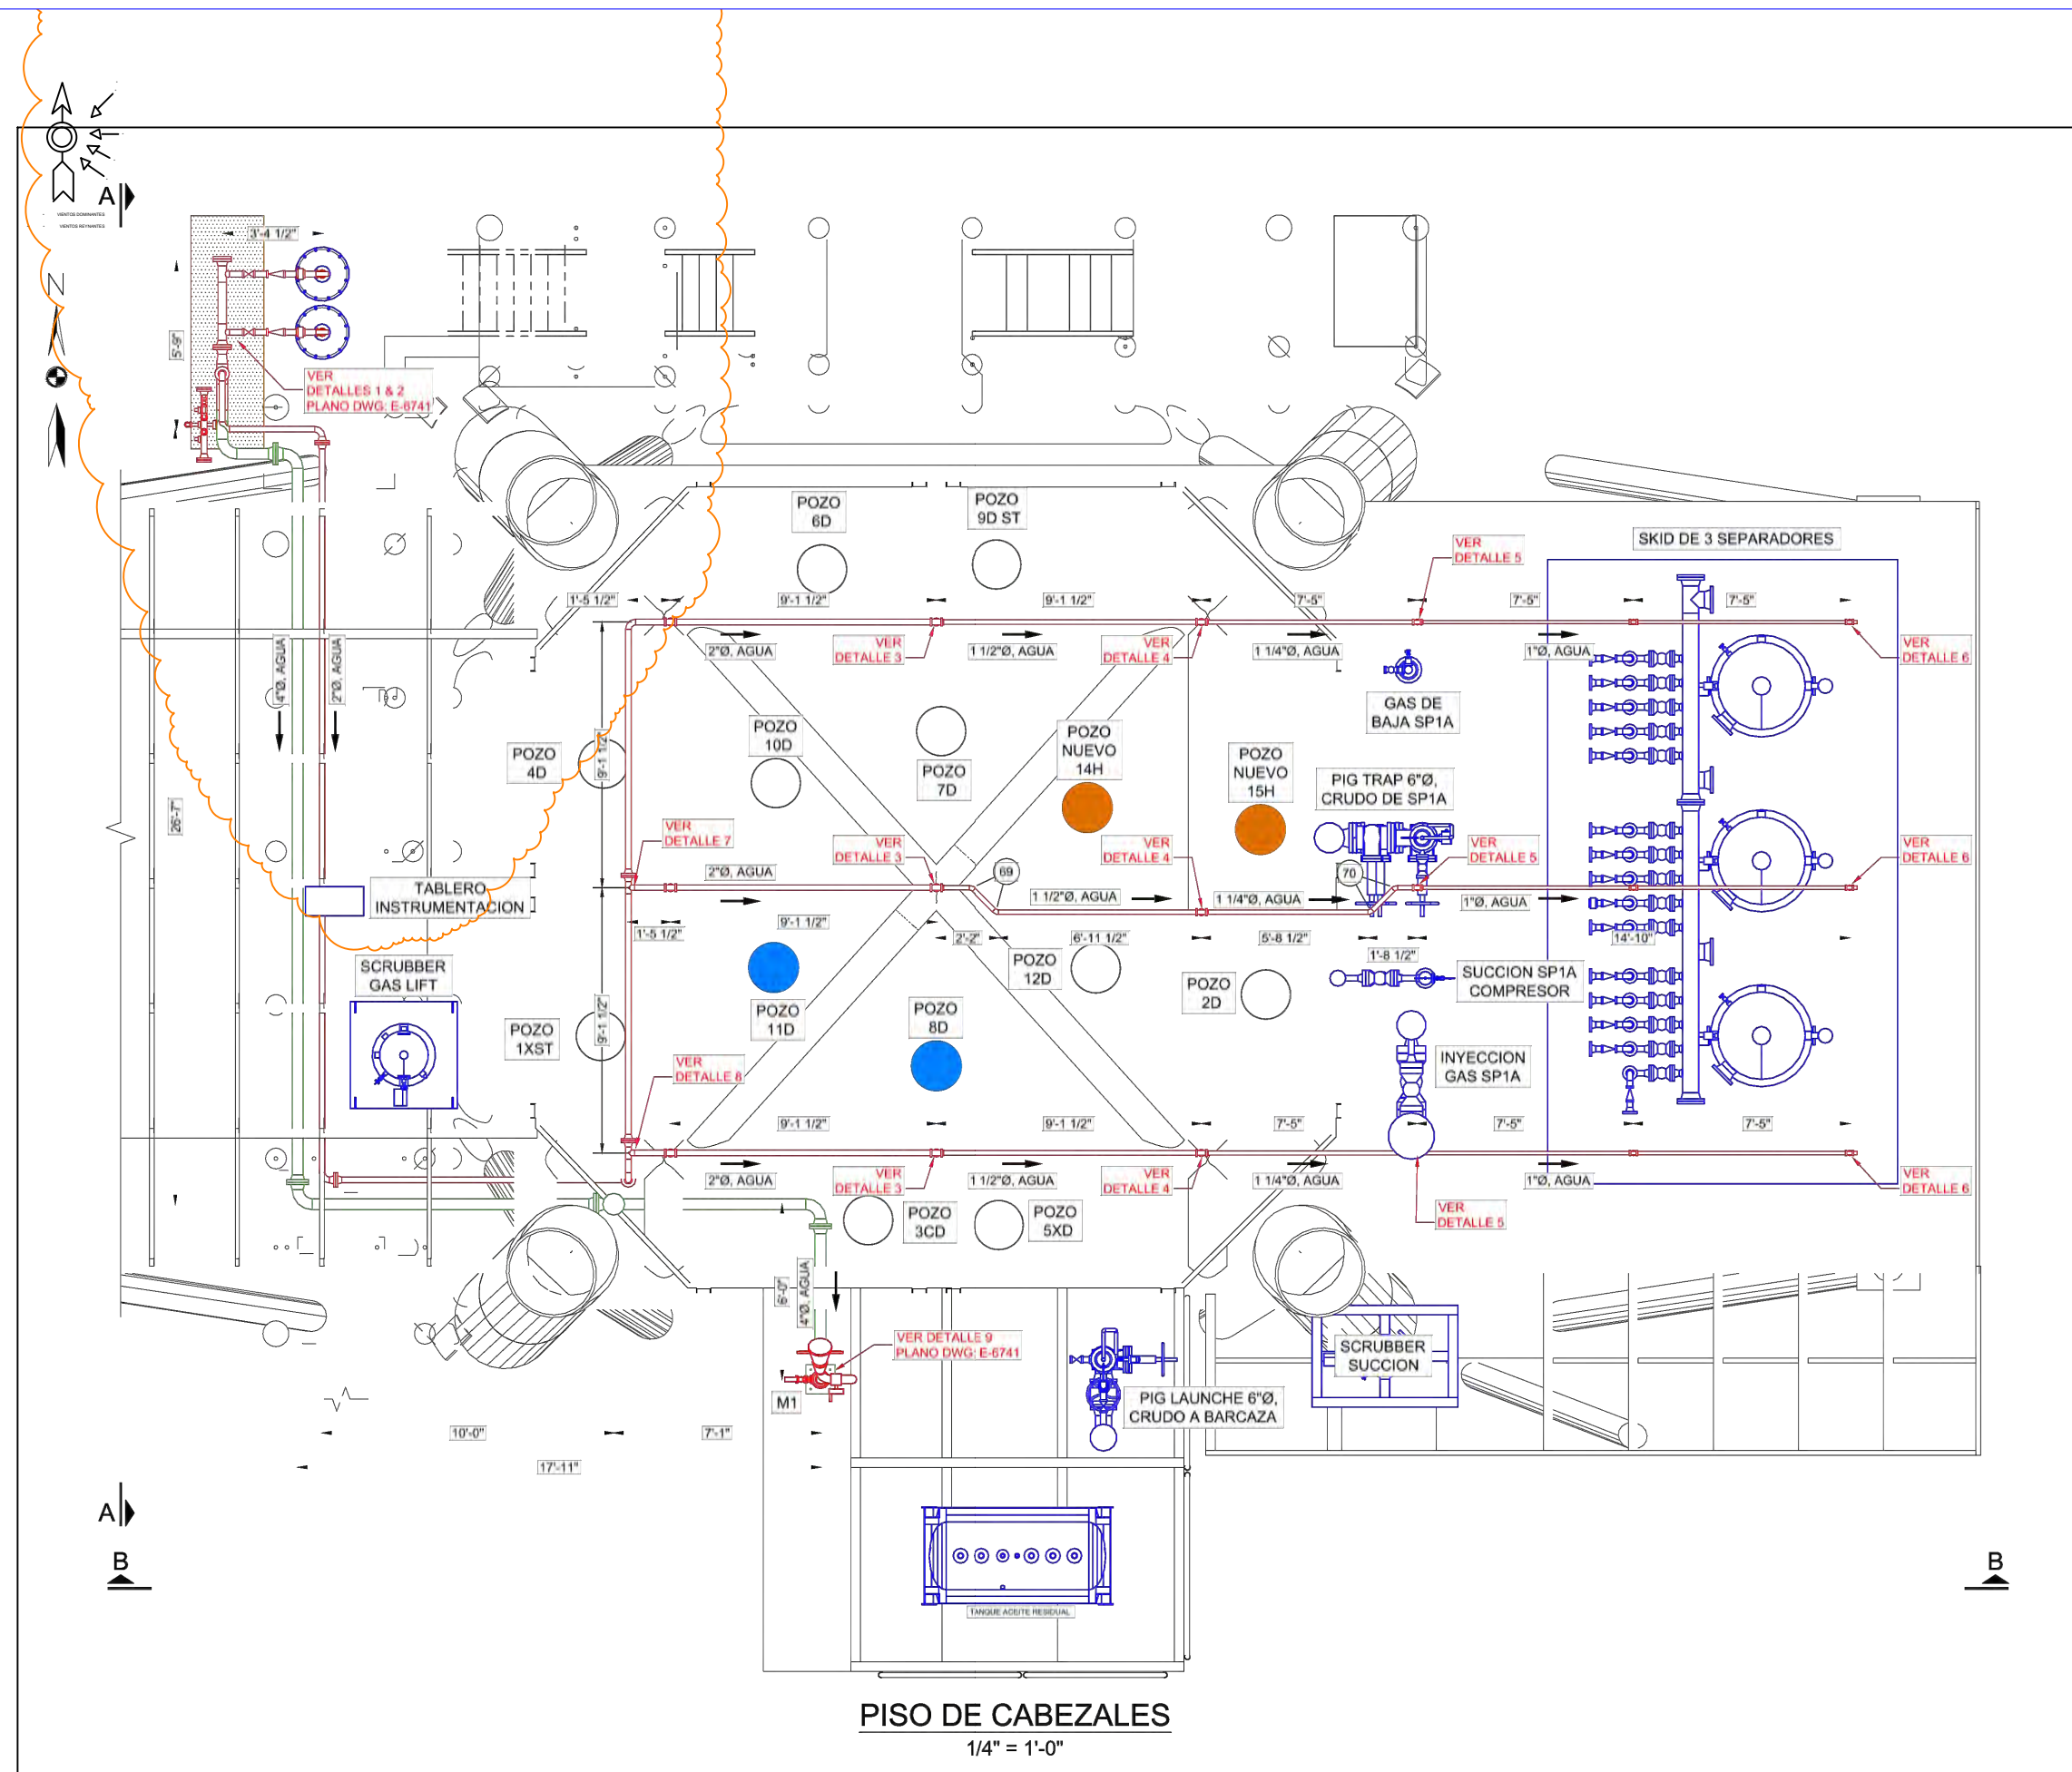 A
VIENTOS DOMINANTES
VIENTOS REYNANTES
N
3'-4 1/2"
5'-9"
VER
DETALLES 1 & 2
PLANO DWG: E-6741
POZO
6D
POZO
9D ST
VER
DETALLE 5
SKID DE 3 SEPARADORES
1'-5 1/2"
9'-1 1/2"
9'-1 1/2"
7'-5"
7'-5"
7'-5"
4"Ø, AGUA
2"Ø, AGUA
2"Ø, AGUA
VER
DETALLE 3
1 1/2"Ø, AGUA
VER
DETALLE 4
1 1/4"Ø, AGUA
1"Ø, AGUA
VER
DETALLE 6
GAS DE
BAJA SP1A
POZO
4D
9'-1 1/2"
POZO
10D
POZO
7D
POZO
NUEVO
14H
POZO
NUEVO
15H
PIG TRAP 6"Ø,
CRUDO DE SP1A
26'-7"
VER
DETALLE 7
VER
DETALLE 3
VER
DETALLE 4
VER
DETALLE 5
VER
DETALLE 6
2"Ø, AGUA
69
70
1 1/2"Ø, AGUA
1 1/4"Ø, AGUA
1"Ø, AGUA
TABLERO
INSTRUMENTACION
1'-5 1/2"
9'-1 1/2"
2'-2"
6'-11 1/2"
5'-8 1/2"
1'-8 1/2"
14'-10"
SCRUBBER
GAS LIFT
POZO
12D
POZO
2D
SUCCION SP1A
COMPRESOR
POZO
1XST
9'-1 1/2"
POZO
11D
POZO
8D
INYECCION
GAS SP1A
VER
DETALLE 8
9'-1 1/2"
9'-1 1/2"
7'-5"
7'-5"
7'-5"
2"Ø, AGUA
VER
DETALLE 3
1 1/2"Ø, AGUA
VER
DETALLE 4
1 1/4"Ø, AGUA
1"Ø, AGUA
VER
DETALLE 6
POZO
3CD
POZO
5XD
VER
DETALLE 5
6'-0"
4"Ø, AGUA
VER DETALLE 9
PLANO DWG: E-6741
M1
SCRUBBER
SUCCION
PIG LAUNCHE 6"Ø,
CRUDO A BARCAZA
10'-0"
7'-1"
17'-11"
A
B
B
TANQUE ACEITE RESIDUAL
PISO DE CABEZALES
1/4" = 1'-0"